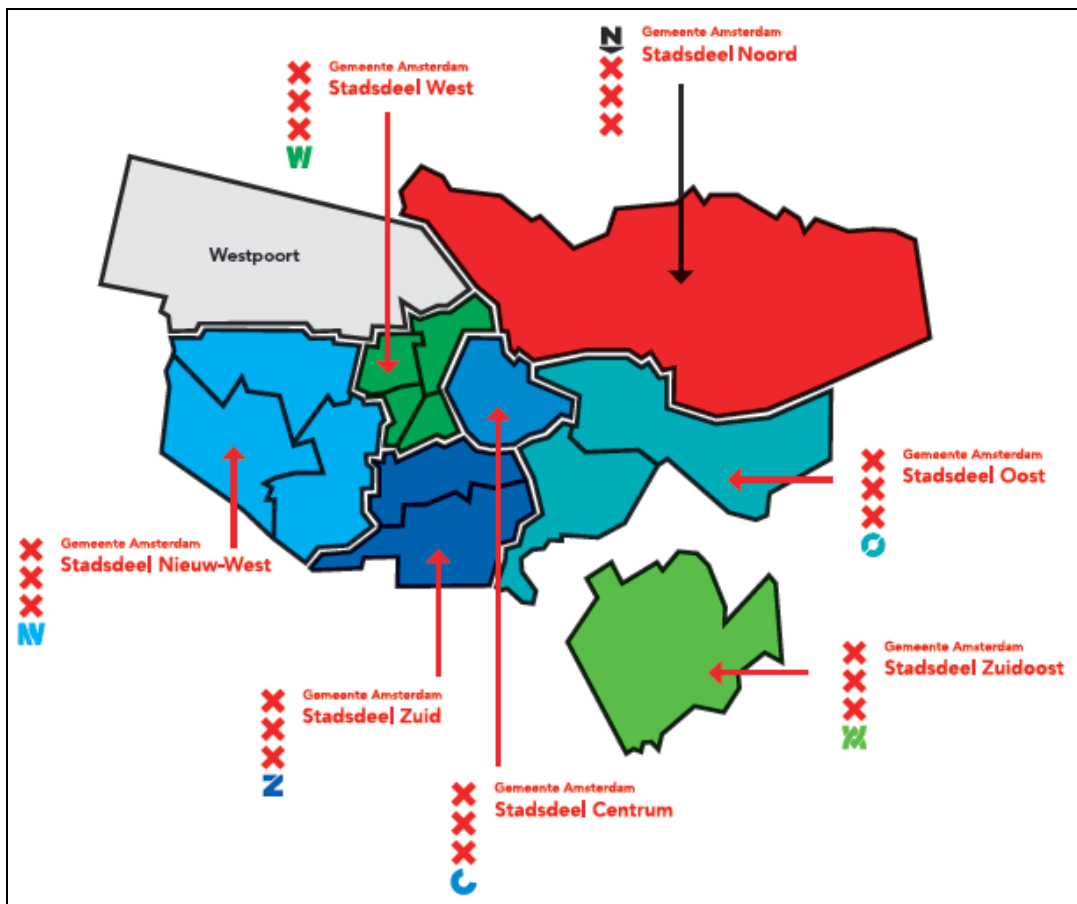 N
Gemeente Amsterdam
Stadsdeel Noord
Gemeente Amsterdam
Stadsdeel West
W
Westpoort
Gemeente Amsterdam
Stadsdeel Oost
O
Gemeente Amsterdam
Stadsdeel Nieuw-West
NW
Gemeente Amsterdam
Stadsdeel Zuidoost
Gemeente Amsterdam
Stadsdeel Zuid
Z
Gemeente Amsterdam
Stadsdeel Centrum
C